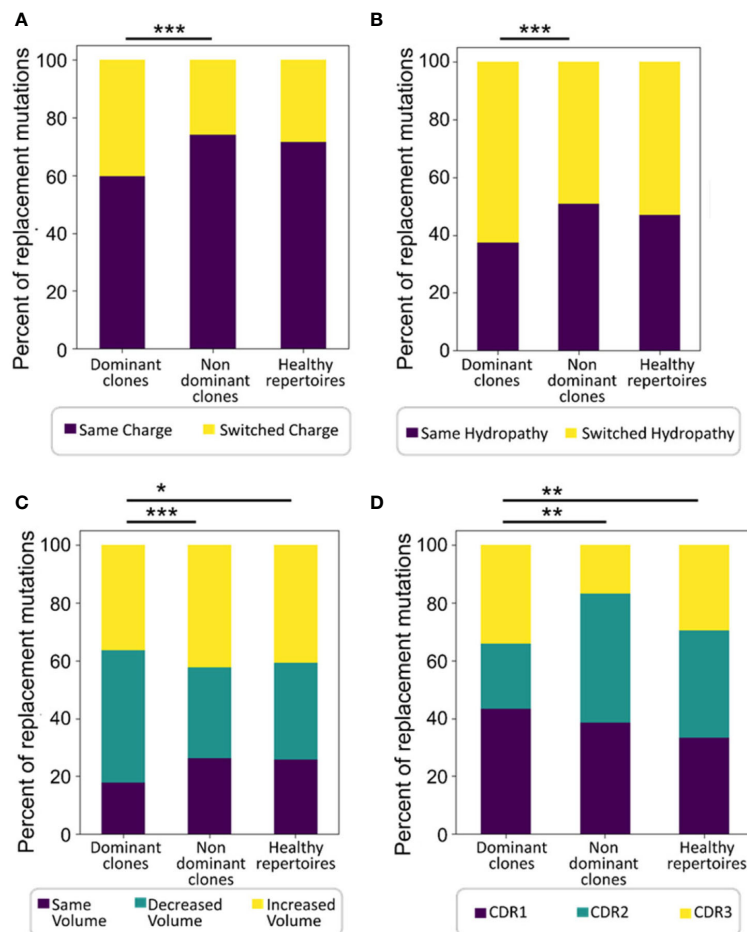 A
***
Percent of replacement mutations
100
80
60
40
20
0
Dominant clones
Non dominant clones
Healthy repertoires
Same Charge
Switched Charge
B
***
Percent of replacement mutations
100
80
60
40
20
0
Dominant clones
Non dominant clones
Healthy repertoires
Same Hydropathy
Switched Hydropathy
C
*
***
Percent of replacement mutations
100
80
60
40
20
0
Dominant clones
Non dominant clones
Healthy repertoires
Same Volume
Decreased Volume
Increased Volume
D
**
**
Percent of replacement mutations
100
80
60
40
20
0
Dominant clones
Non dominant clones
Healthy repertoires
CDR1
CDR2
CDR3